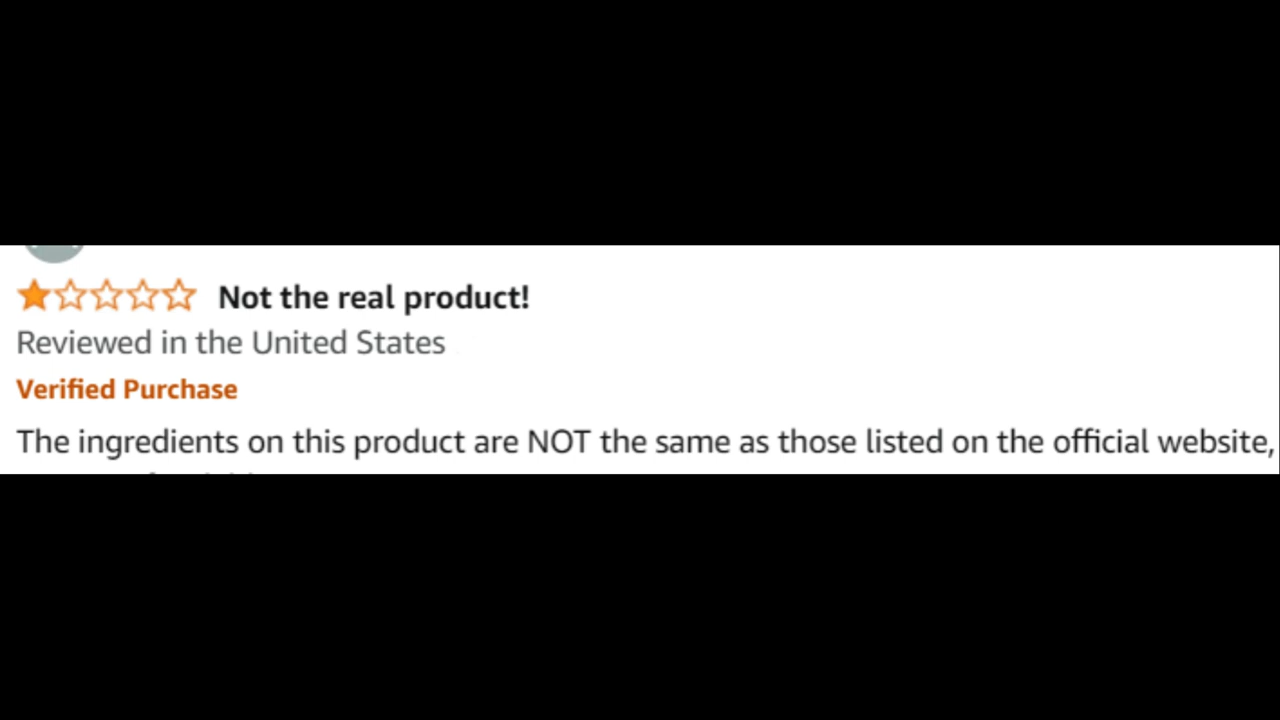 Not the real product!
Reviewed in the United States
Verified Purchase
The ingredients on this product are NOT the same as those listed on the official website,